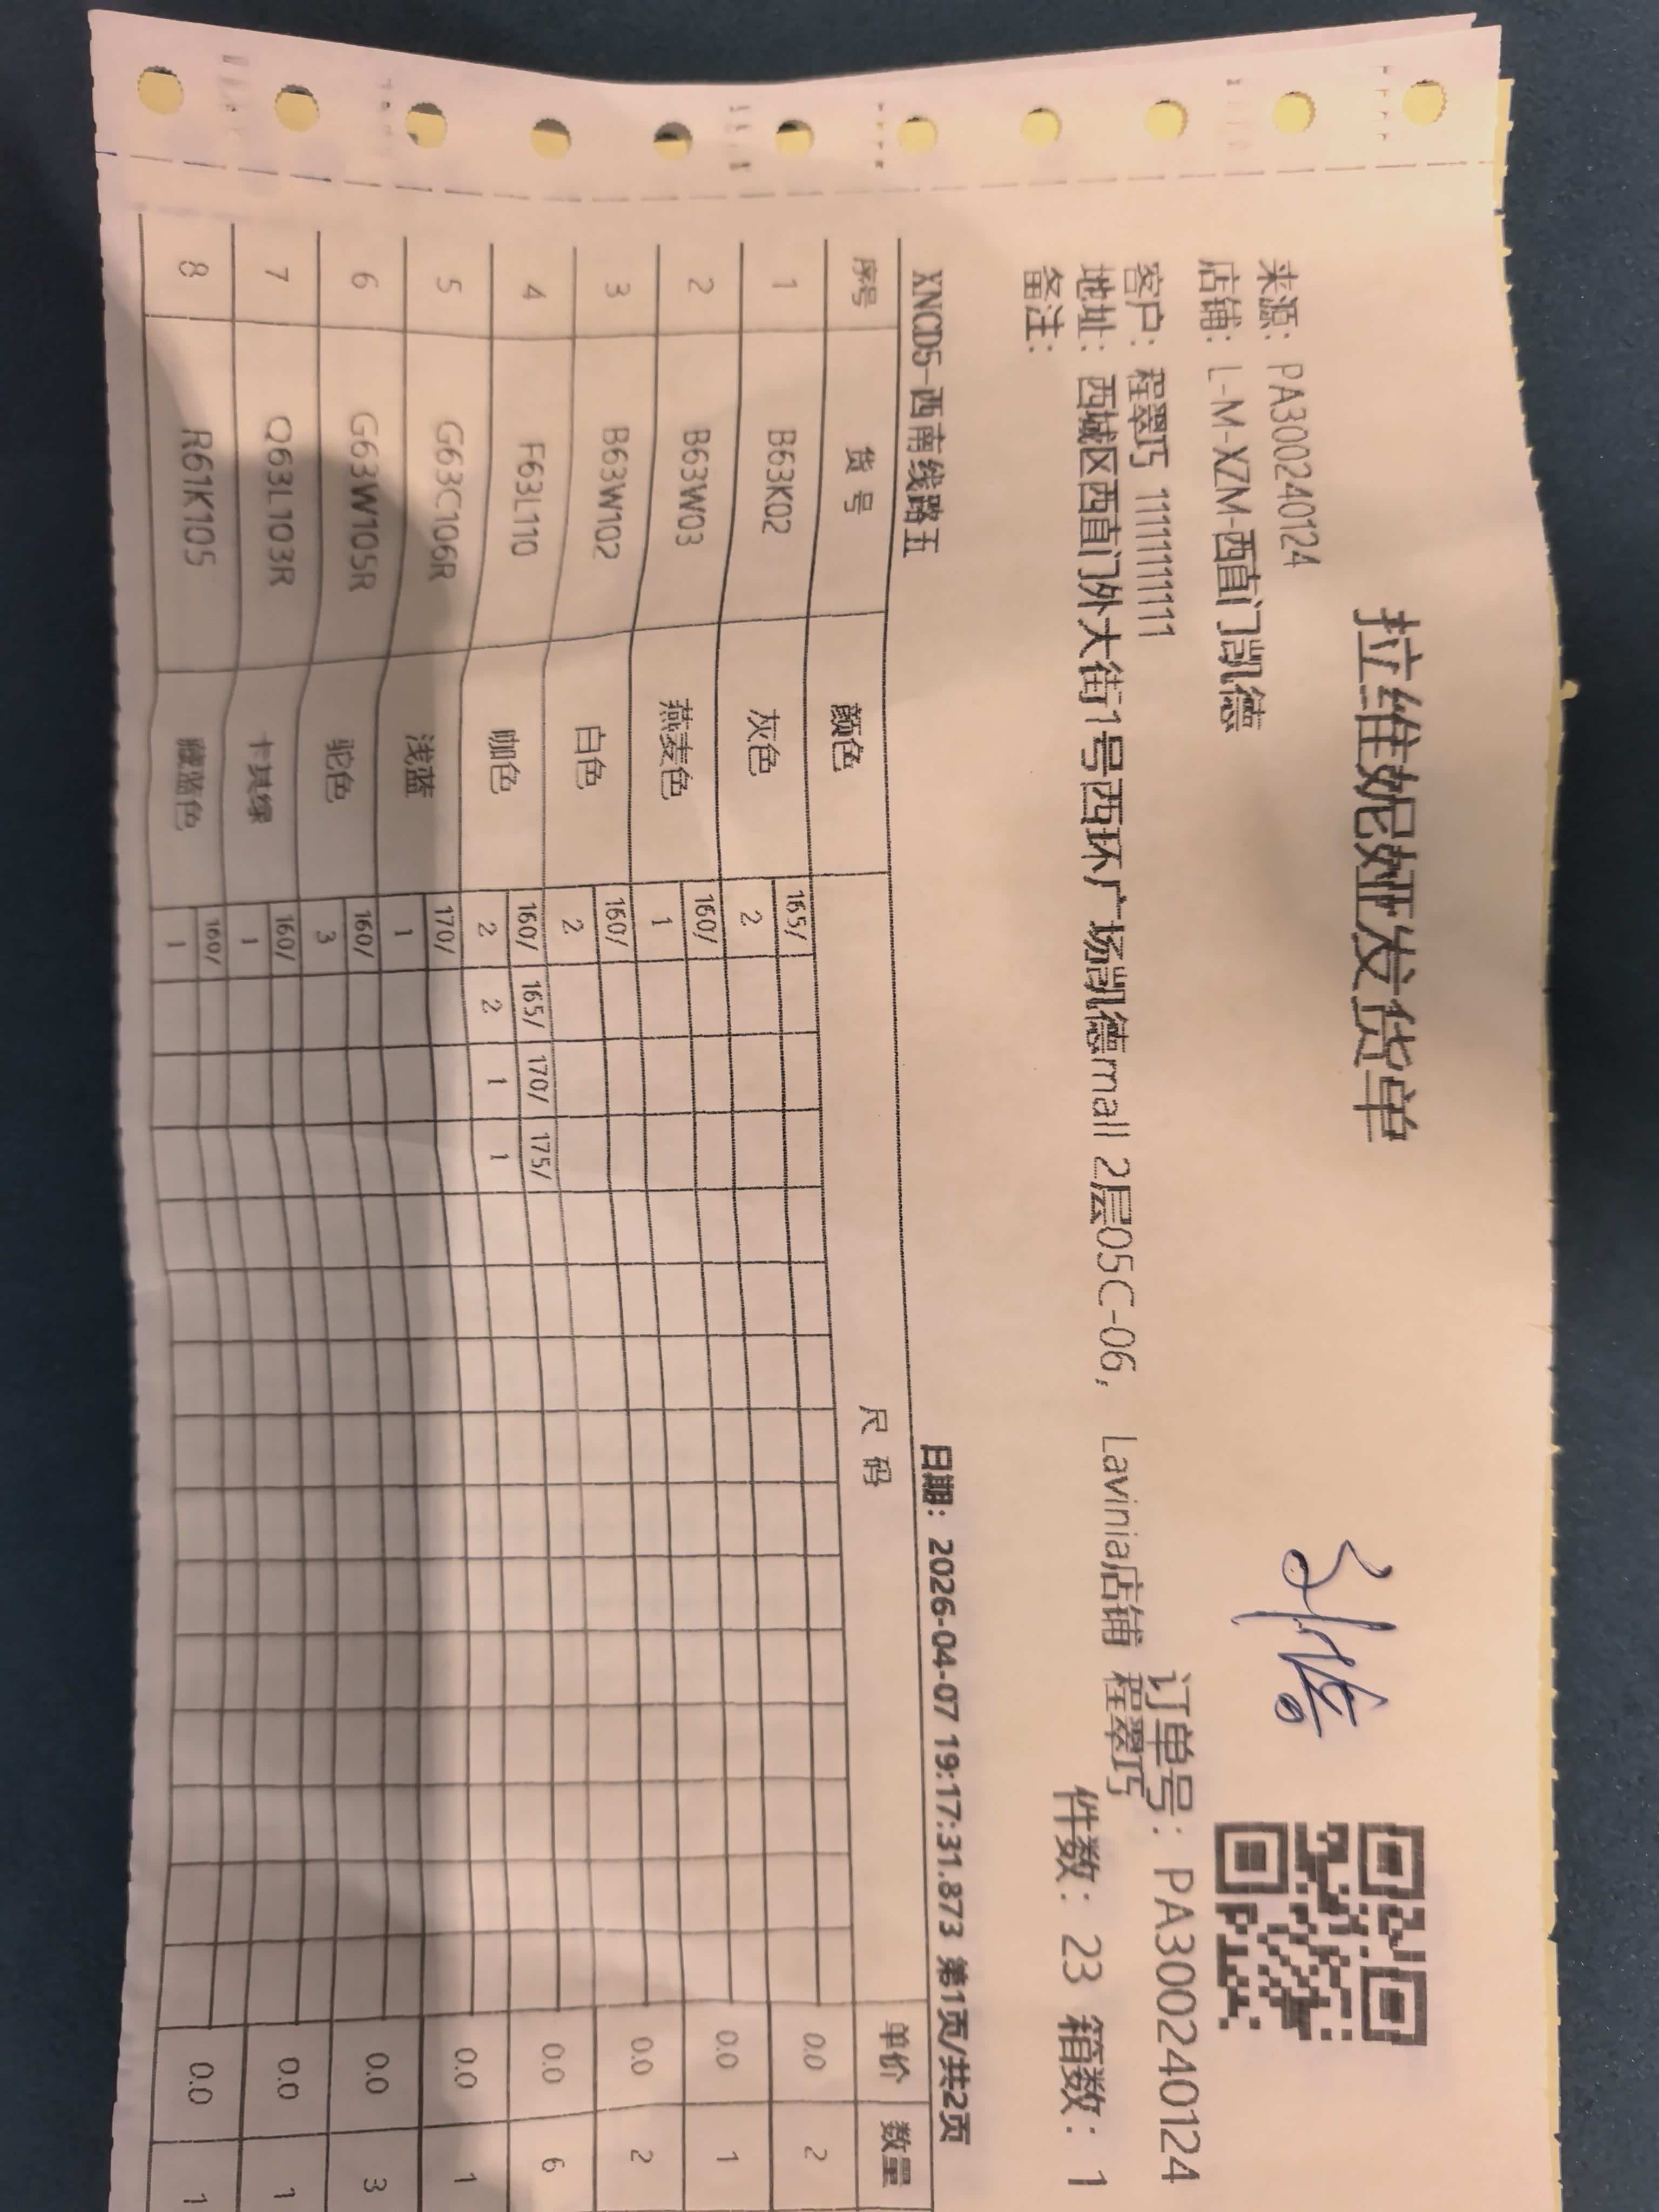 拉维妮娅发货单
来源：PA3002401​24
店铺：L-M-XZM-西直门凯德
订单号：PA3002401​24
客户：程翠巧 11111111111
地址：西城区西直门外大街1号西环广场凯德mall 2层05C-06， Lavinia店铺 程翠巧
备注：
件数：23 箱数：1
XNCD5-西南线路五 日期：2026-04-07 19:17:31.873 第1页/共2页
序号 货 号 颜色 尺 码 单价 数量
1 B63K02 灰色 165/ 2 0.0 2
2 B63W03 燕麦色 160/ 1 0.0 1
3 B63W102 白色 160/ 2 0.0 2
4 F63L110 咖色 160/ 165/ 170/ 175/ 0.0 6
2 2 1 1
5 G63C106R 浅蓝 170/ 1 0.0 1
6 G63W105R 驼色 160/ 3 0.0 3
7 Q63L103R 卡其绿 160/ 1 0.0 1
8 R61K105 藏蓝色 160/ 1 0.0 1